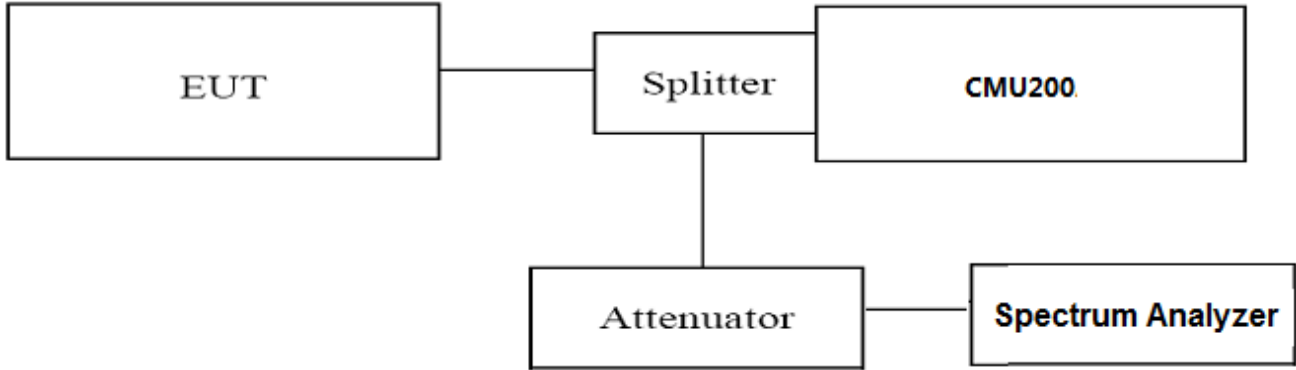 EUT
Splitter
CMU200
Attenuator
Spectrum Analyzer